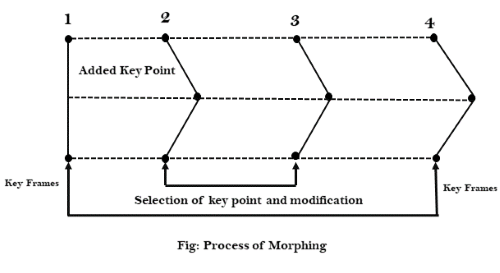 1 2 3 4
Added Key Point
Key Frames
Key Frames
Selection of key point and modification
Fig: Process of Morphing